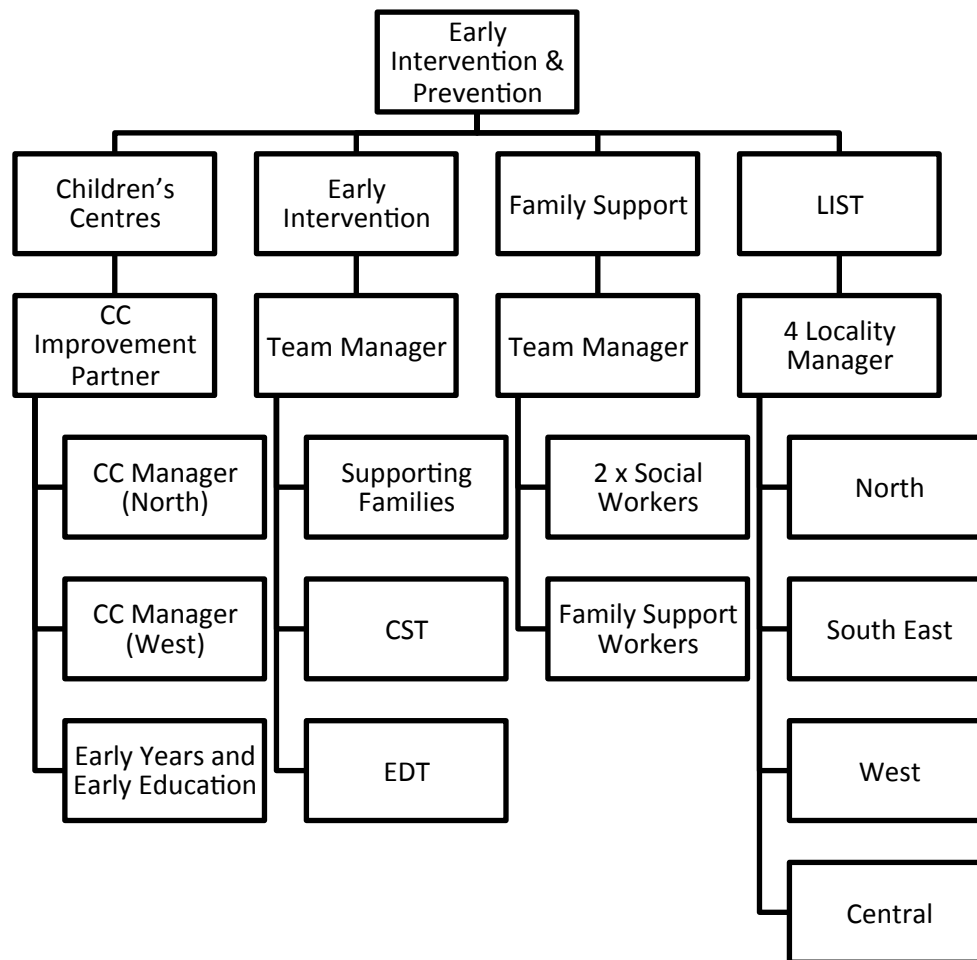 Early
Intervention &
Prevention
Children’s
Centres
Early
Intervention
Family Support
LIST
CC
Improvement
Partner
Team Manager
Team Manager
4 Locality
Manager
CC Manager
(North)
Supporting
Families
2 x Social
Workers
North
CC Manager
(West)
CST
Family Support
Workers
South East
Early Years and
Early Education
EDT
West
Central